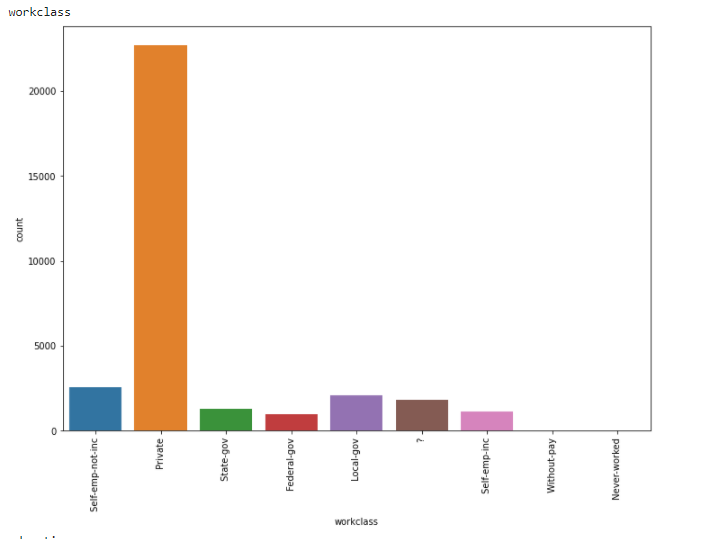 workclass
20000
15000
10000
5000
0
count
Self-emp-not-inc
Private
State-gov
Federal-gov
Local-gov
?
Self-emp-inc
Without-pay
Never-worked
workclass